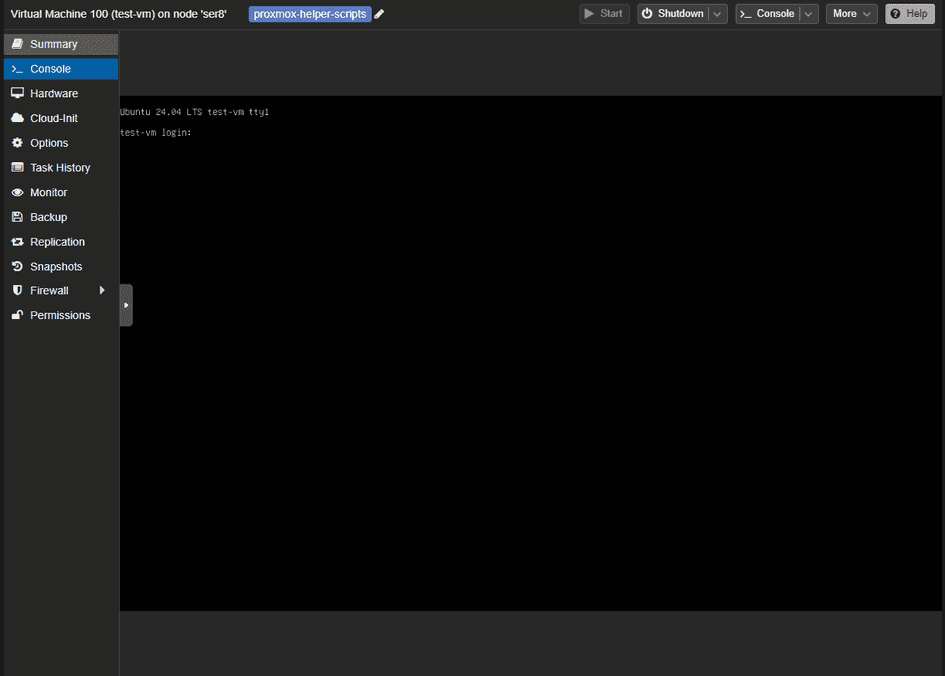 Virtual Machine 100 (test-vm) on node 'ser8' proxmox-helper-scripts Start Shutdown Console More Help
Summary
Console
Hardware
Cloud-Init
Options
Task History
Monitor
Backup
Replication
Snapshots
Firewall
Permissions
Ubuntu 24.04 LTS test-vm tty1
test-vm login: